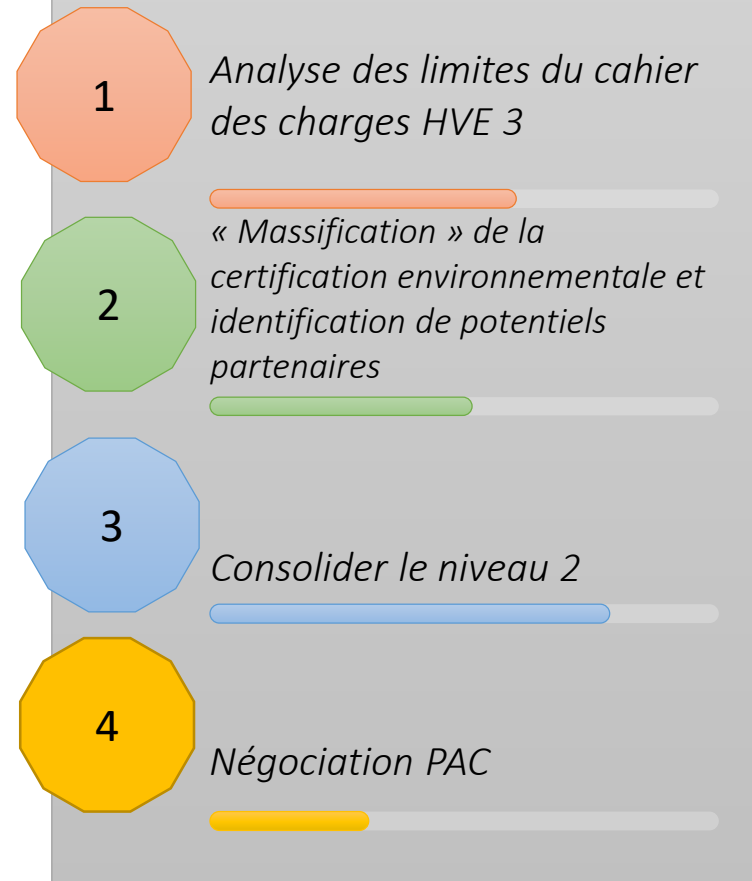 1
Analyse des limites du cahier
des charges HVE 3
2
« Massification » de la
certification environnementale et
identification de potentiels
partenaires
3
Consolider le niveau 2
4
Négociation PAC